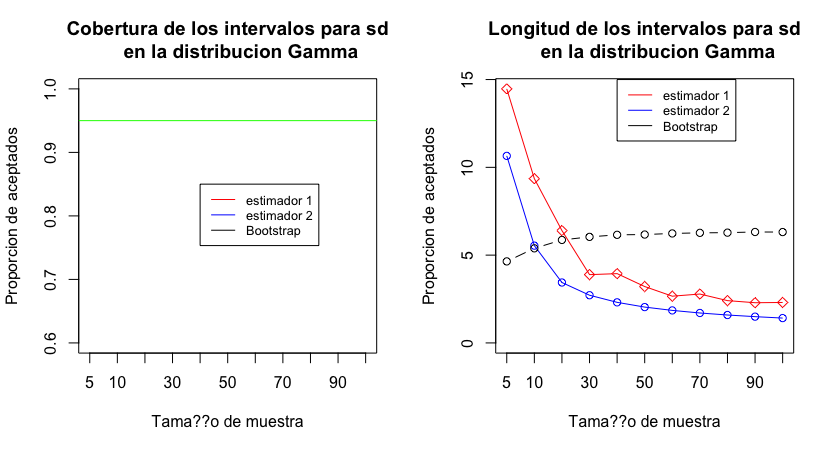 Cobertura de los intervalos para sd
en la distribucion Gamma
Proporcion de aceptados
1.0
0.9
0.8
0.7
0.6
estimador 1
estimador 2
Bootstrap
5 10 30 50 70 90
Tama??o de muestra
Longitud de los intervalos para sd
en la distribucion Gamma
Proporcion de aceptados
15
10
5
0
estimador 1
estimador 2
Bootstrap
5 10 30 50 70 90
Tama??o de muestra